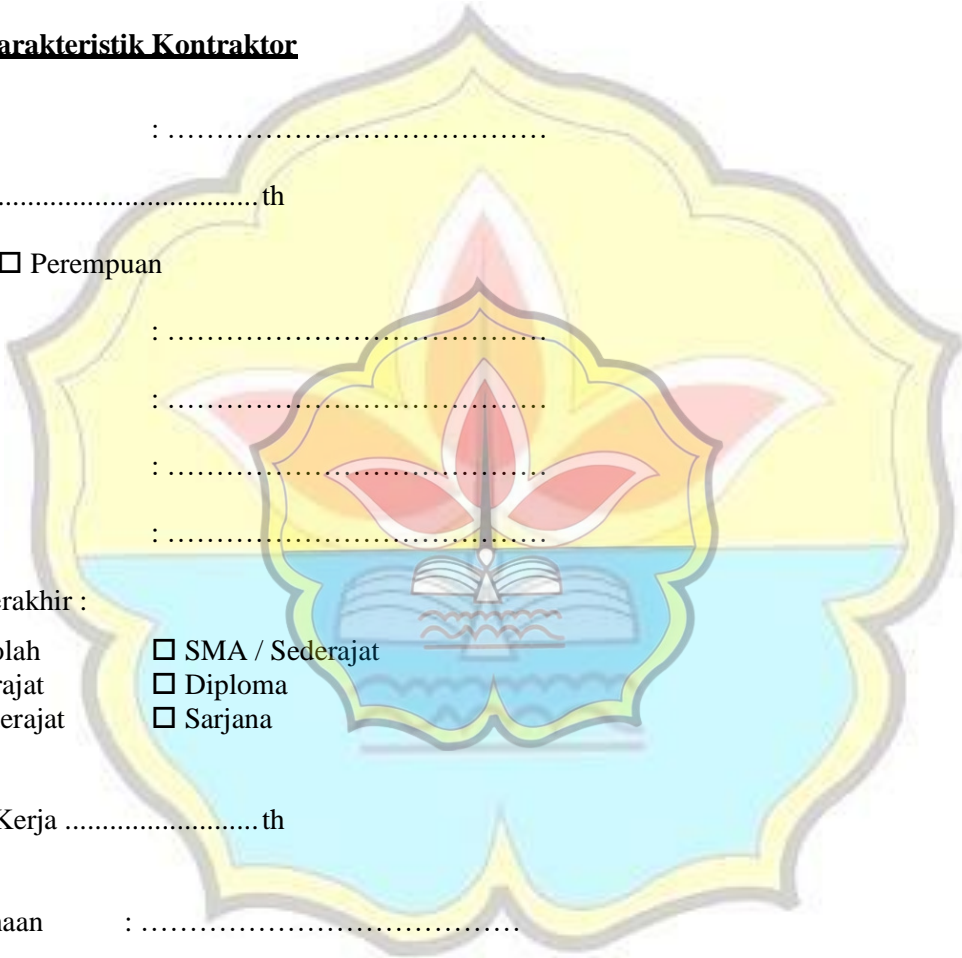 arakteristik Kontraktor
: ………………………………
.................................. th
☐ Perempuan
: ………………………………
: ………………………………
: ………………………………
: ………………………………
erakhir :
olah ☐ SMA / Sederajat
rajat ☐ Diploma
erajat ☐ Sarjana
Kerja .......................... th
naan : ………………………………